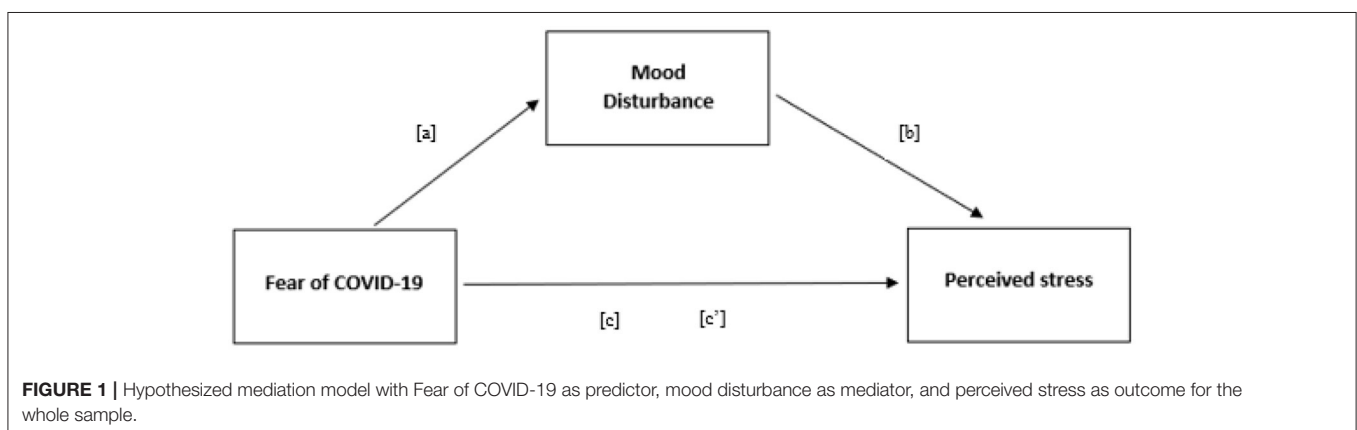 Mood
Disturbance
[a]
[b]
Fear of COVID-19
Perceived stress
[c] [c']
FIGURE 1 | Hypothesized mediation model with Fear of COVID-19 as predictor, mood disturbance as mediator, and perceived stress as outcome for the
whole sample.